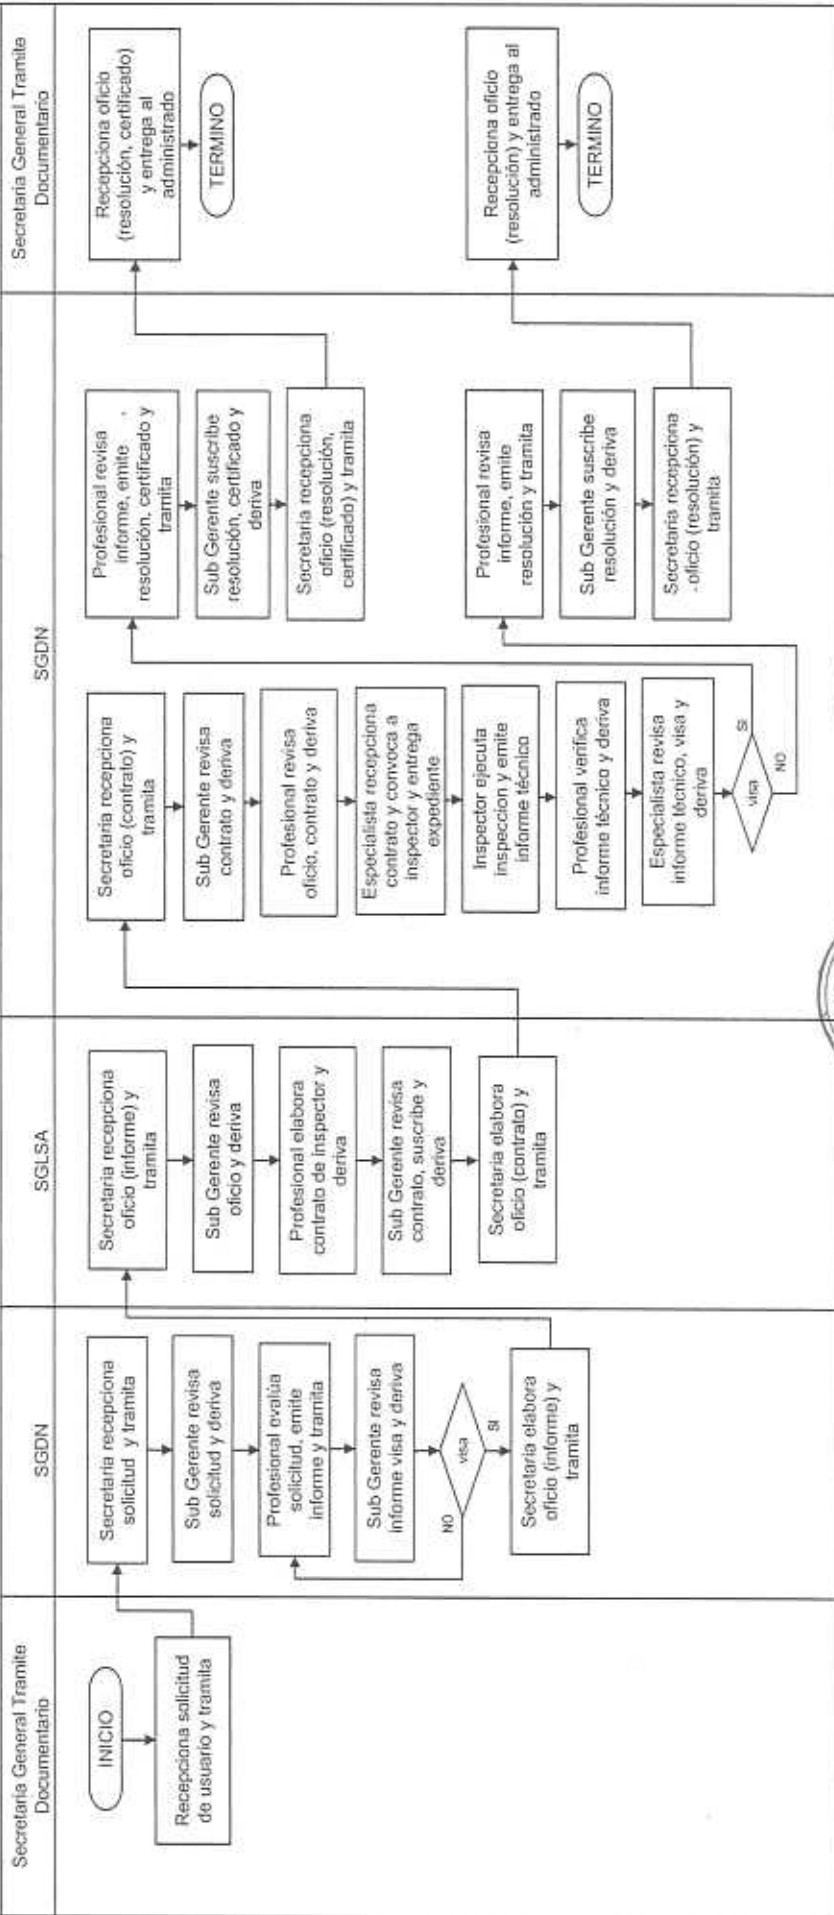 Secretaria General Tramite
Documentario
INICIO
Recepciona solicitud
de usuario y tramita
SGDN
Secretaria recepciona
solicitud y tramita
Sub Gerente revisa
solicitud y deriva
Profesional evalúa
solicitud, emite
informe y tramita
Sub Gerente revisa
informe visa y deriva
visa
NO
SI
Secretaria elabora
oficio (informe) y
tramita
SGLSA
Secretaria recepciona
oficio (informe) y
tramita
Sub Gerente revisa
oficio y deriva
Profesional elabora
contrato de inspector y
deriva
Sub Gerente revisa
contrato, suscribe y
deriva
Secretaria elabora
oficio (contrato) y
tramita
SGDN
Secretaria recepciona
oficio (contrato) y
tramita
Sub Gerente revisa
contrato y deriva
Profesional revisa
oficio, contrato y deriva
Especialista recepciona
contrato y convoca a
inspector y entrega
expediente
Inspector ejecuta
inspeccion y emite
informe técnico
Profesional verifica
informe técnico y deriva
Especialista revisa
informe técnico, visa y
deriva
visa
SI
NO
Profesional revisa
informe, emite
resolución, certificado y
tramita
Sub Gerente suscribe
resolución, certificado y
deriva
Secretaria recepciona
oficio (resolución,
certificado) y tramita
Profesional revisa
informe, emite
resolución y tramita
Sub Gerente suscribe
resolución y deriva
Secretaria recepciona
oficio (resolución) y
tramita
Secretaria General Tramite
Documentario
Recepciona oficio
(resolución, certificado)
y entrega al
administrado
TERMINO
Recepciona oficio
(resolución) y entrega al
administrado
TERMINO